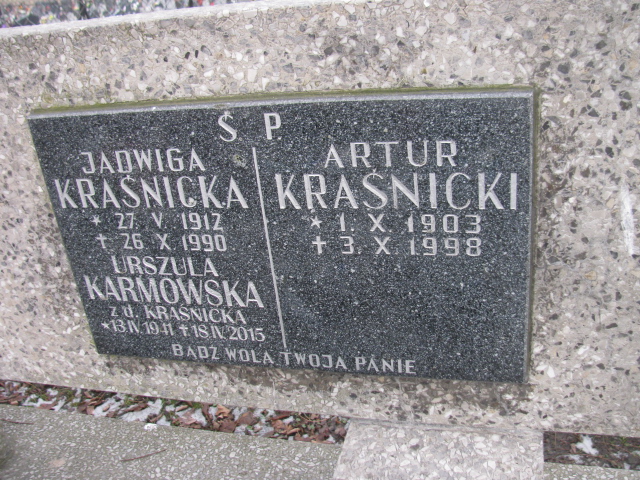 Ś P
JADWIGA
KRAŚNICKA
* 27. V. 1912
+ 26 X 1990
URSZULA
KARMOWSKA
z d. KRAŚNICKA
*13 IV.1941 +18 IV.2015
ARTUR
KRAŚNICKI
* 1. X. 1903
+ 3. X. 1998
BĄDŹ WOLA TWOJA PANIE